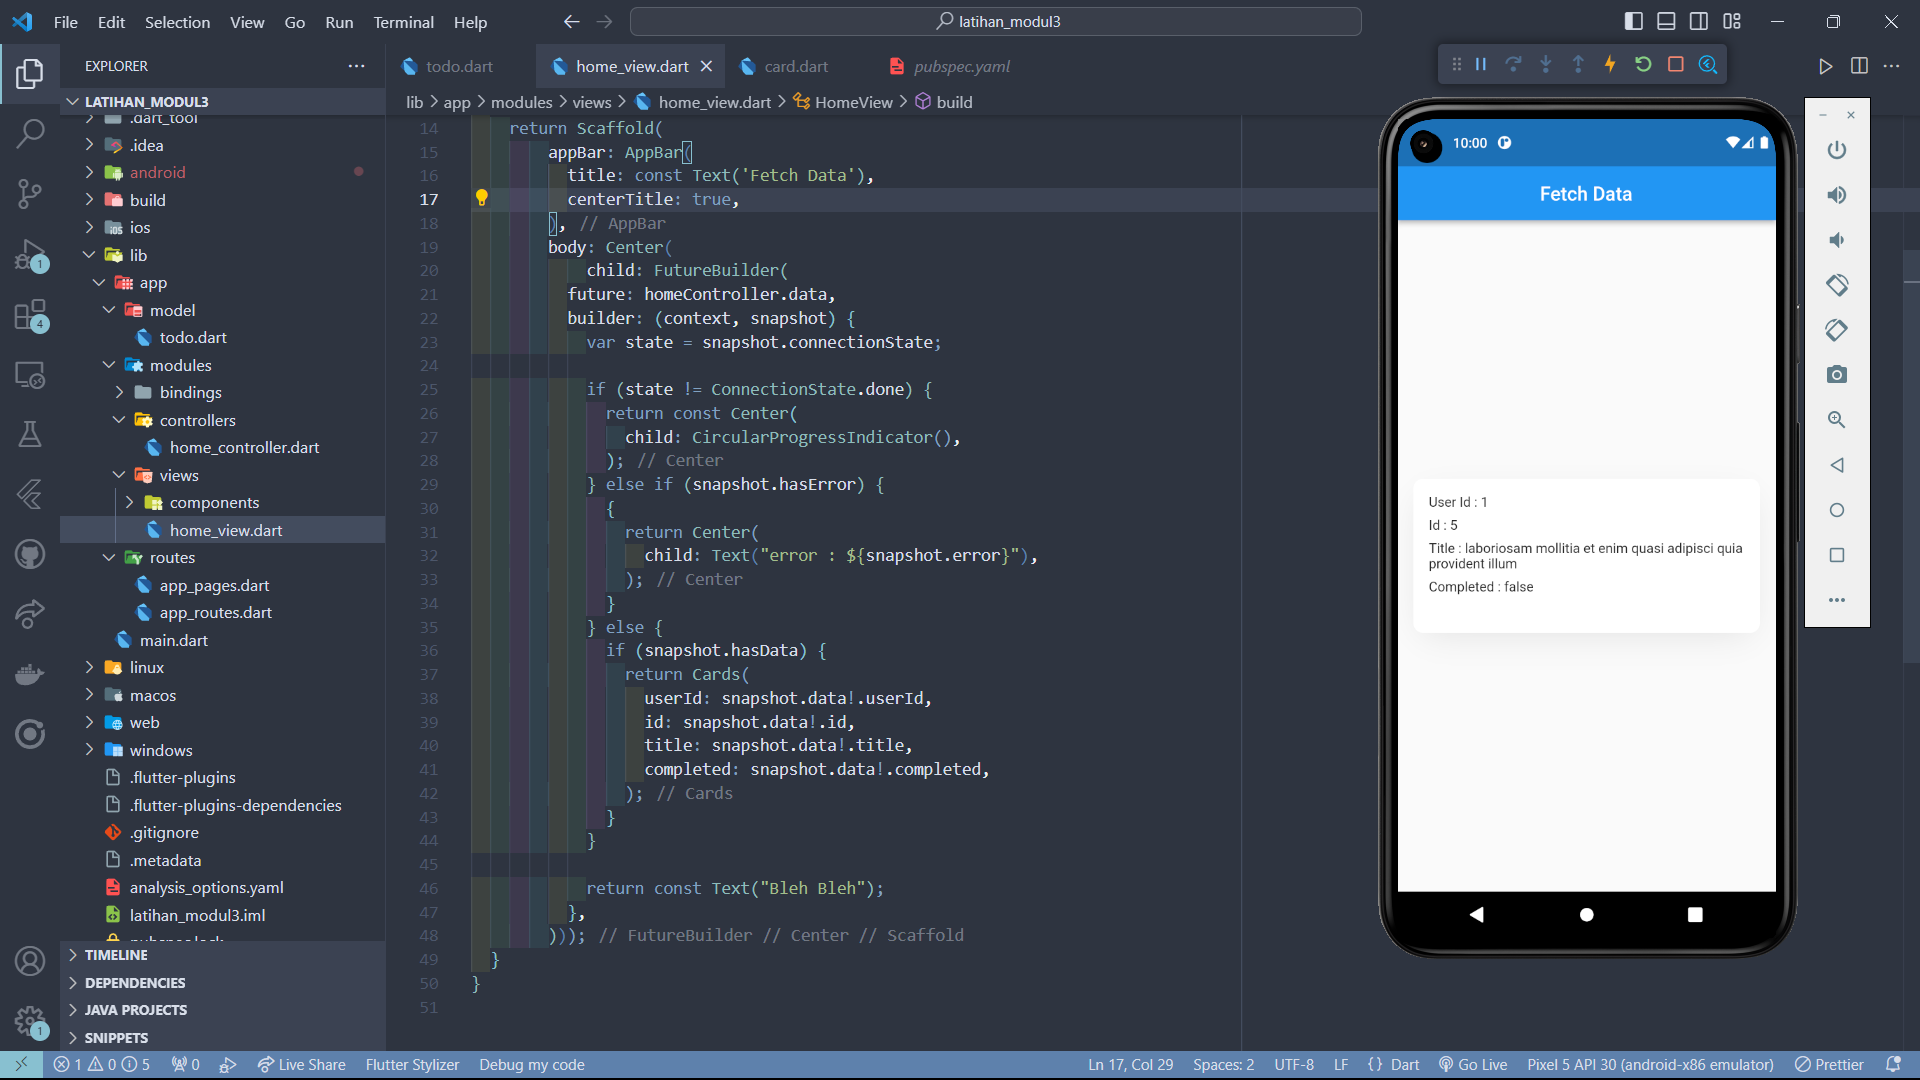 File Edit Selection View Go Run Terminal Help
latihan_modul3
EXPLORER
LATIHAN_MODUL3
.dart_tool
.idea
android
build
ios
lib
app
model
todo.dart
modules
bindings
controllers
home_controller.dart
views
components
home_view.dart
routes
app_pages.dart
app_routes.dart
main.dart
linux
macos
web
windows
.flutter-plugins
.flutter-plugins-dependencies
.gitignore
.metadata
analysis_options.yaml
latihan_modul3.iml
pubspec.lock
TIMELINE
DEPENDENCIES
JAVA PROJECTS
SNIPPETS
1
4
1
todo.dart home_view.dart card.dart pubspec.yaml
lib > app > modules > views > home_view.dart > HomeView > build
14 return Scaffold(
15 appBar: AppBar(
16 title: const Text('Fetch Data'),
17 centerTitle: true,
18 ), // AppBar
19 body: Center(
20 child: FutureBuilder(
21 future: homeController.data,
22 builder: (context, snapshot) {
23 var state = snapshot.connectionState;
24
25 if (state != ConnectionState.done) {
26 return const Center(
27 child: CircularProgressIndicator(),
28 ); // Center
29 } else if (snapshot.hasError) {
30 {
31 return Center(
32 child: Text("error : ${snapshot.error}"),
33 ); // Center
34 }
35 } else {
36 if (snapshot.hasData) {
37 return Cards(
38 userId: snapshot.data!.userId,
39 id: snapshot.data!.id,
40 title: snapshot.data!.title,
41 completed: snapshot.data!.completed,
42 ); // Cards
43 }
44 }
45
46 return const Text("Bleh Bleh");
47 },
48 ))); // FutureBuilder // Center // Scaffold
49 }
50 }
51
10:00
Fetch Data
User Id : 1
Id : 5
Title : laboriosam mollitia et enim quasi adipisci quia
provident illum
Completed : false
1 0 5 0 Live Share Flutter Stylizer Debug my code Ln 17, Col 29 Spaces: 2 UTF-8 LF {} Dart Go Live Pixel 5 API 30 (android-x86 emulator) Prettier